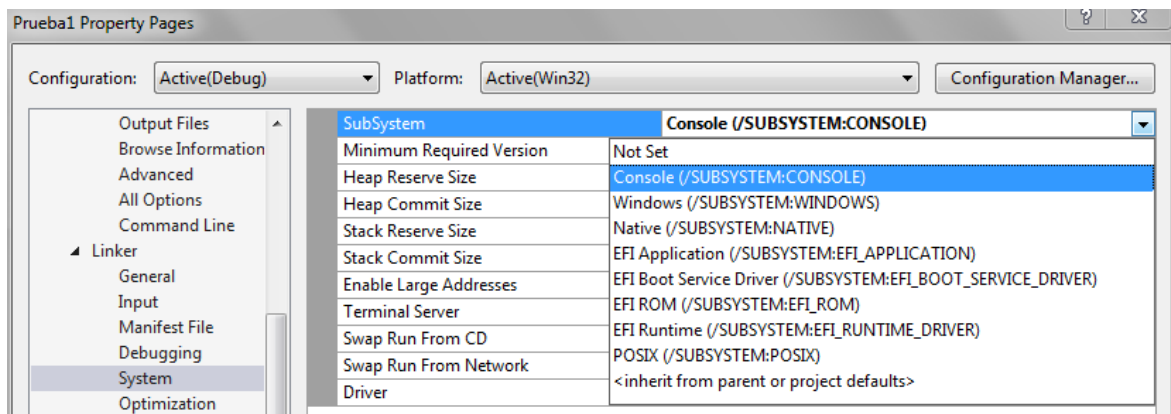 Prueba1 Property Pages
Configuration: Active(Debug) Platform: Active(Win32) Configuration Manager...
Output Files
Browse Information
Advanced
All Options
Command Line
Linker
General
Input
Manifest File
Debugging
System
Optimization
SubSystem Console (/SUBSYSTEM:CONSOLE)
Minimum Required Version
Heap Reserve Size
Heap Commit Size
Stack Reserve Size
Stack Commit Size
Enable Large Addresses
Terminal Server
Swap Run From CD
Swap Run From Network
Driver
Not Set
Console (/SUBSYSTEM:CONSOLE)
Windows (/SUBSYSTEM:WINDOWS)
Native (/SUBSYSTEM:NATIVE)
EFI Application (/SUBSYSTEM:EFI_APPLICATION)
EFI Boot Service Driver (/SUBSYSTEM:EFI_BOOT_SERVICE_DRIVER)
EFI ROM (/SUBSYSTEM:EFI_ROM)
EFI Runtime (/SUBSYSTEM:EFI_RUNTIME_DRIVER)
POSIX (/SUBSYSTEM:POSIX)
<inherit from parent or project defaults>